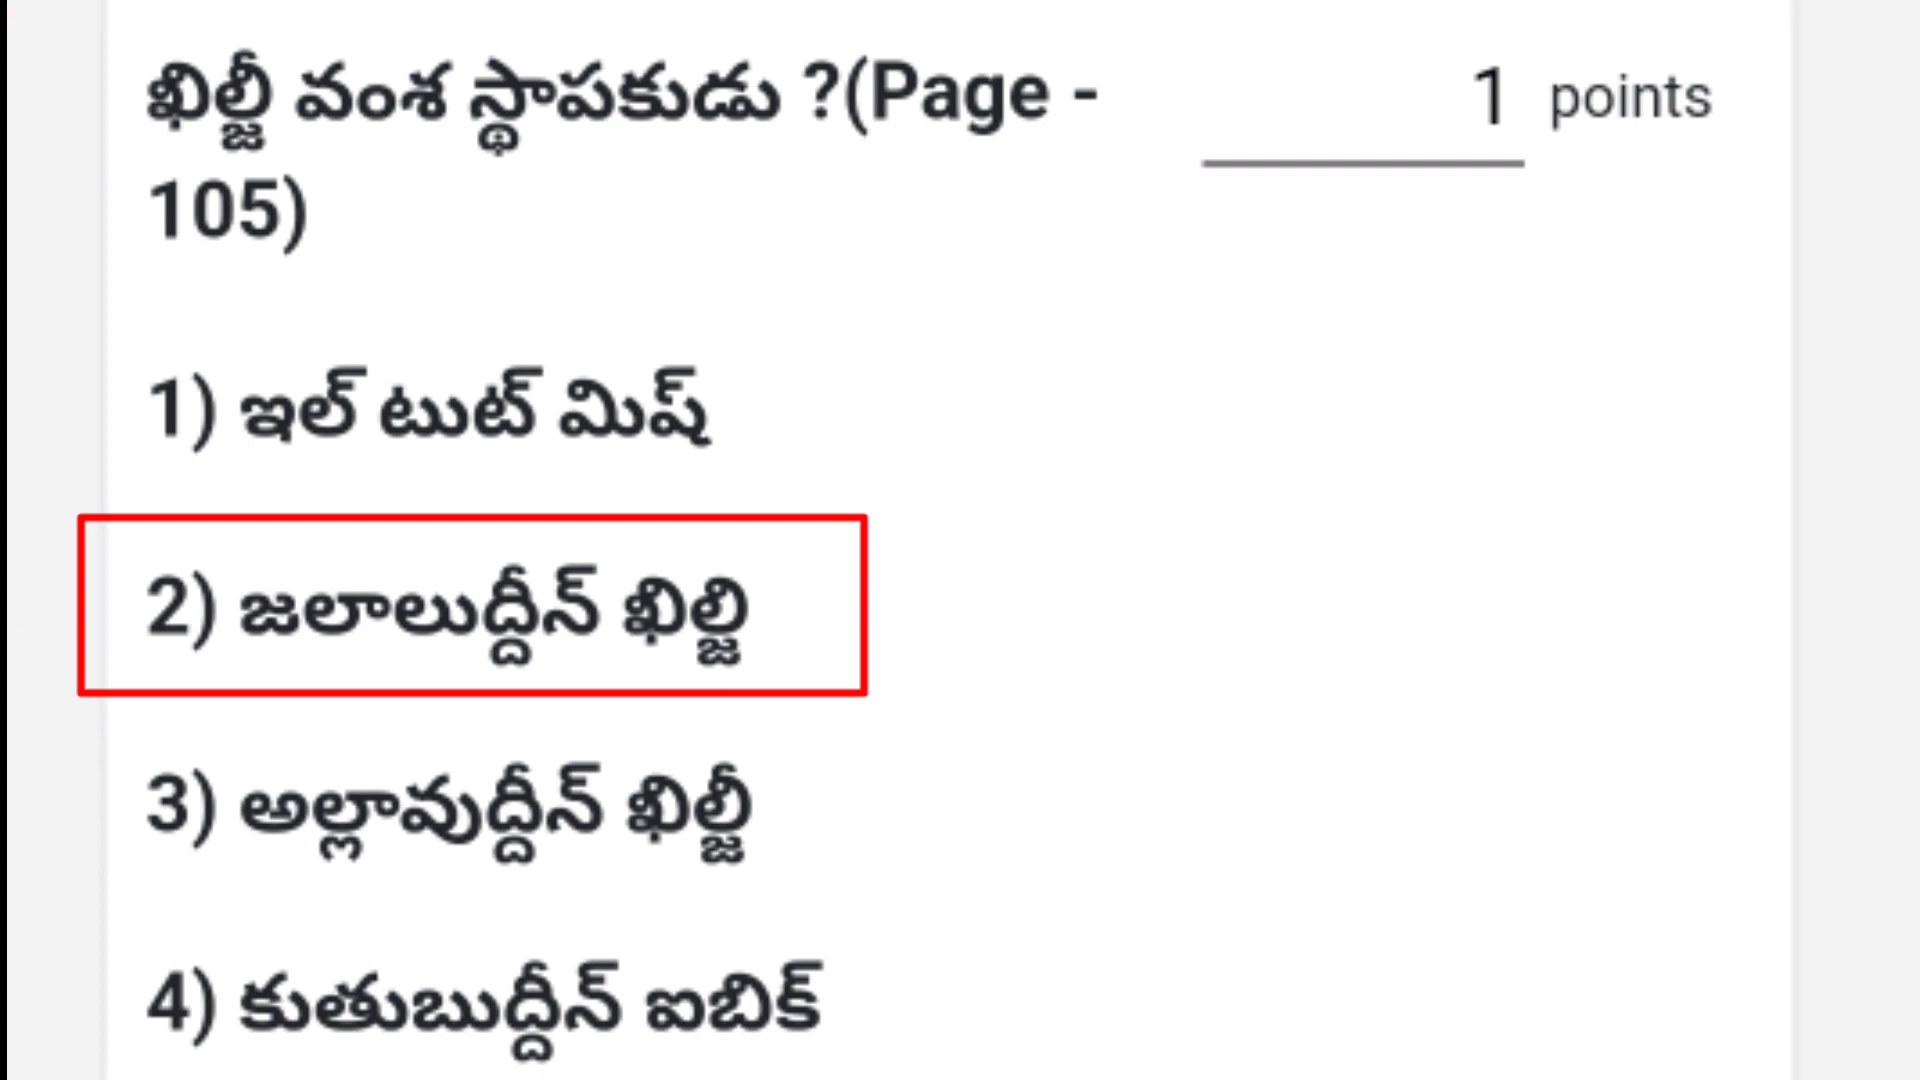 ఖిల్జీ వంశ స్థాపకుడు ?(Page - 1 points
105)
1) ఇల్ టుట్ మిష్
2) జలాలుద్దీన్ ఖిల్జి
3) అల్లావుద్దీన్ ఖిల్జీ
4) కుతుబుద్దీన్ ఐబిక్